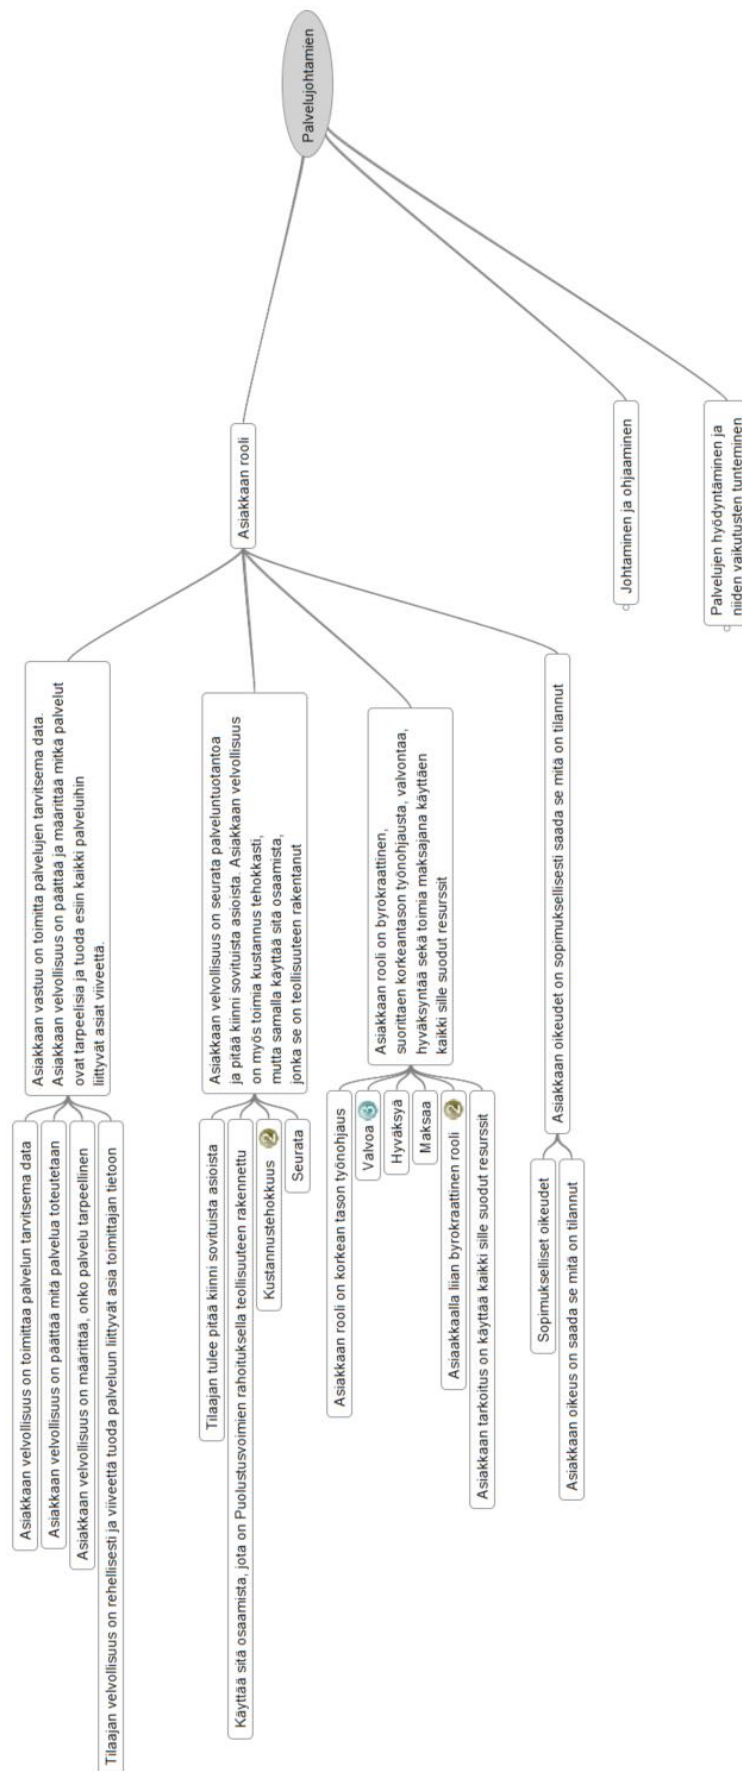 Palvelujohtamien
Asiakkaan rooli
Asiakkaan vastuu on toimitta palvelujen tarvitsema data.
Asiakkaan velvollisuus on päättää ja määrittää mitkä palvelut
ovat tarpeelisia ja tuoda esiin kaikki palveluihin
liittyvät asiat viiveettä.
Asiakkaan velvollisuus on toimittaa palvelun tarvitsema data
Asiakkaan velvollisuus on päättää mitä palvelua toteutetaan
Asiakkaan velvollisuus on määrittää, onko palvelu tarpeellinen
Tilaajan velvollisuus on rehellisesti ja viiveettä tuoda palveluun liittyvät asia toimittajan tietoon
Asiakkaan velvollisuus on seurata palveluntuotantoa
ja pitää kiinni sovituista asioista. Asiakkaan velvollisuus
on myös toimia kustannus tehokkasti,
mutta samalla käyttää sitä osaamista,
jonka se on teollisuuteen rakentanut
Tilaajan tulee pitää kiinni sovituista asioista
Käyttää sitä osaamista, jota on Puolustusvoimien rahoituksella teollisuuteen rakennettu
Kustannustehokkuus 2
Seurata
Asiakkaan rooli on byrokraattinen,
suorittaen korkeantason työnohjausta, valvontaa,
hyväksyntää sekä toimia maksajana käyttäen
kaikki sille suodut resurssit
Asiakkaan rooli on korkean tason työnohjaus
Valvoa 3
Hyväksyä
Maksaa
Asiaakkaalla liian byrokraattinen rooli 2
Asiakkaan tarkoitus on käyttää kaikki sille suodut resurssit
Asiakkaan oikeudet on sopimuksellisesti saada se mitä on tilannut
Sopimukselliset oikeudet
Asiakkaan oikeus on saada se mitä on tilannut
Johtaminen ja ohjaaminen
Palvelujen hyödyntäminen ja
niiden vaikutusten tunteminen